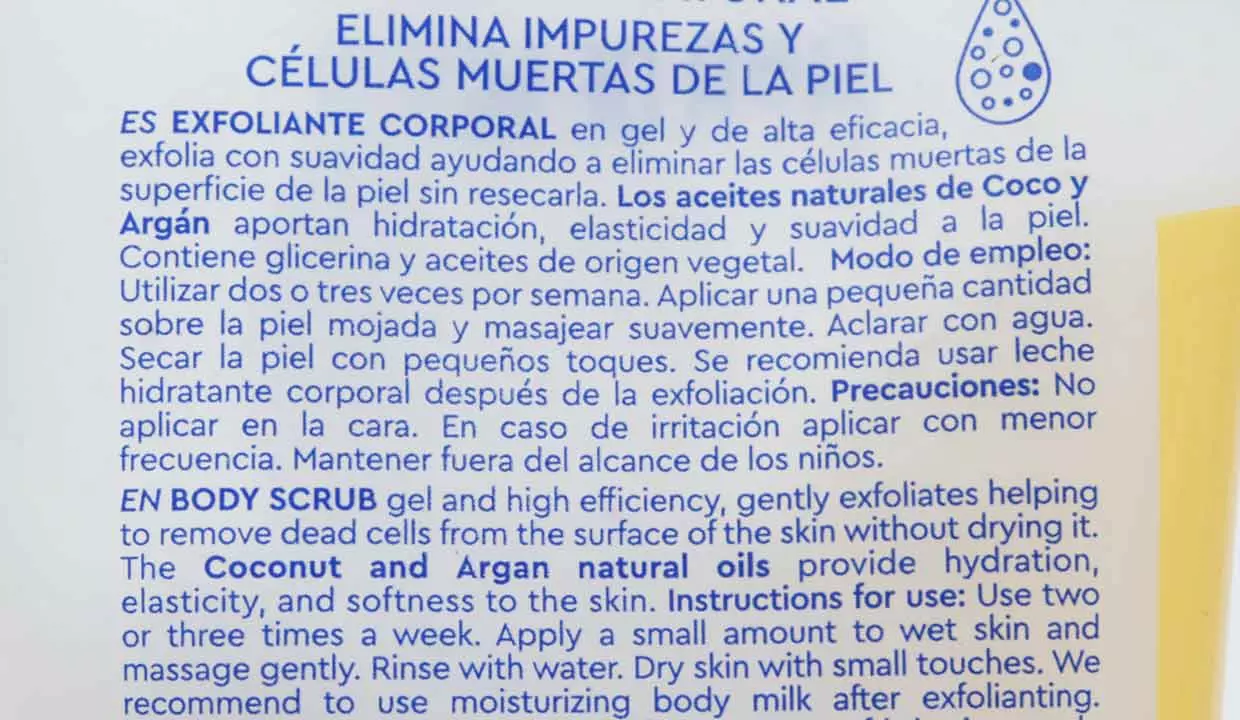 ELIMINA IMPUREZAS Y
CÉLULAS MUERTAS DE LA PIEL
ES EXFOLIANTE CORPORAL en gel y de alta eficacia,
exfolia con suavidad ayudando a eliminar las células muertas de la
superficie de la piel sin resecarla. Los aceites naturales de Coco y
Argán aportan hidratación, elasticidad y suavidad a la piel.
Contiene glicerina y aceites de origen vegetal. Modo de empleo:
Utilizar dos o tres veces por semana. Aplicar una pequeña cantidad
sobre la piel mojada y masajear suavemente. Aclarar con agua.
Secar la piel con pequeños toques. Se recomienda usar leche
hidratante corporal después de la exfoliación. Precauciones: No
aplicar en la cara. En caso de irritación aplicar con menor
frecuencia. Mantener fuera del alcance de los niños.
EN BODY SCRUB gel and high efficiency, gently exfoliates helping
to remove dead cells from the surface of the skin without drying it.
The Coconut and Argan natural oils provide hydration,
elasticity, and softness to the skin. Instructions for use: Use two
or three times a week. Apply a small amount to wet skin and
massage gently. Rinse with water. Dry skin with small touches. We
recommend to use moisturizing body milk after exfolianting.